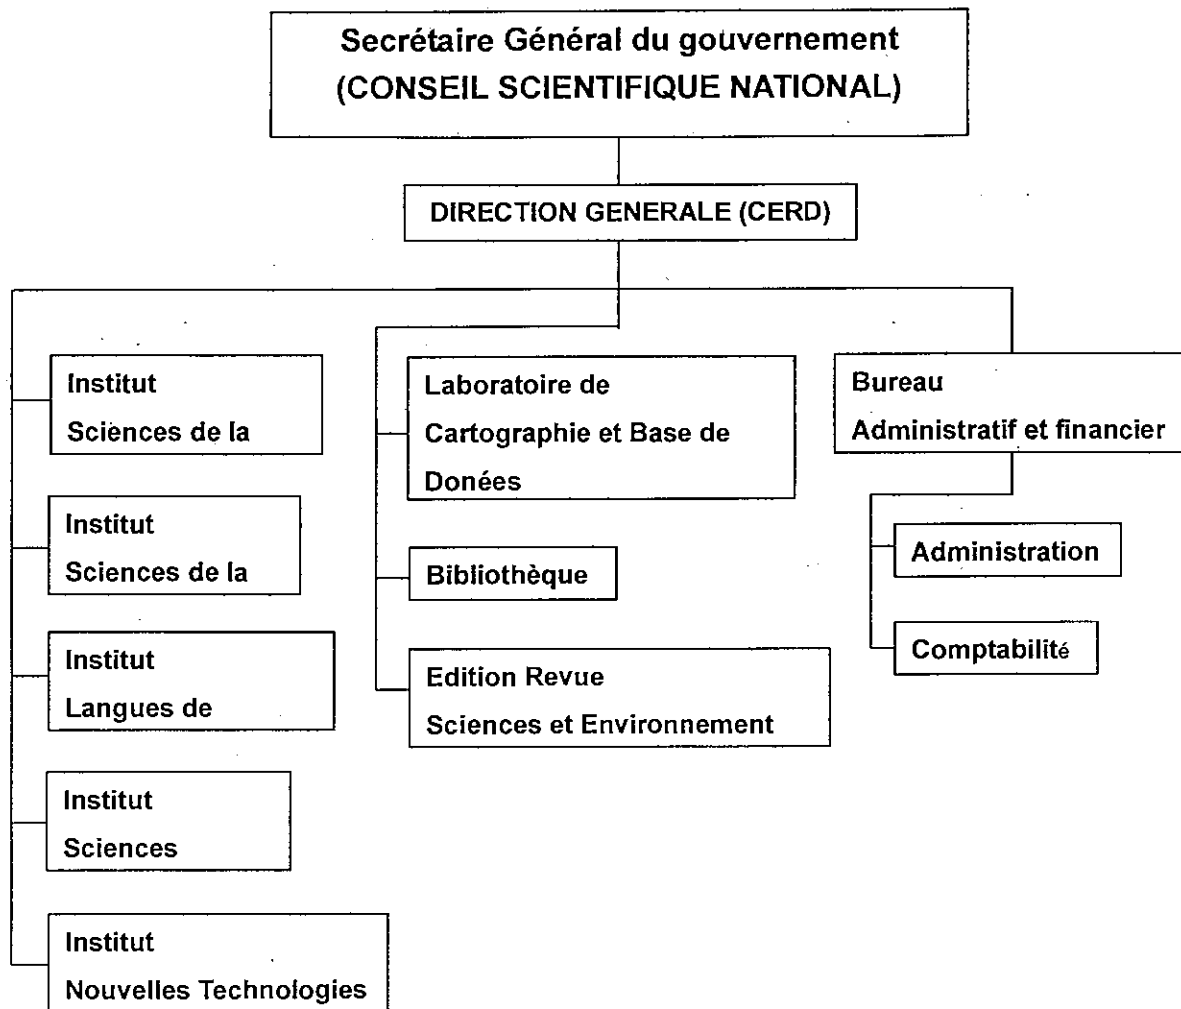 Secrétaire Général du gouvernement
(CONSEIL SCIENTIFIQUE NATIONAL)
DIRECTION GENERALE (CERD)
Institut
Sciences de la
Institut
Sciences de la
Institut
Langues de
Institut
Sciences
Institut
Nouvelles Technologies
Laboratoire de
Cartographie et Base de
Donées
Bibliothèque
Edition Revue
Sciences et Environnement
Bureau
Administratif et financier
Administration
Comptabilité